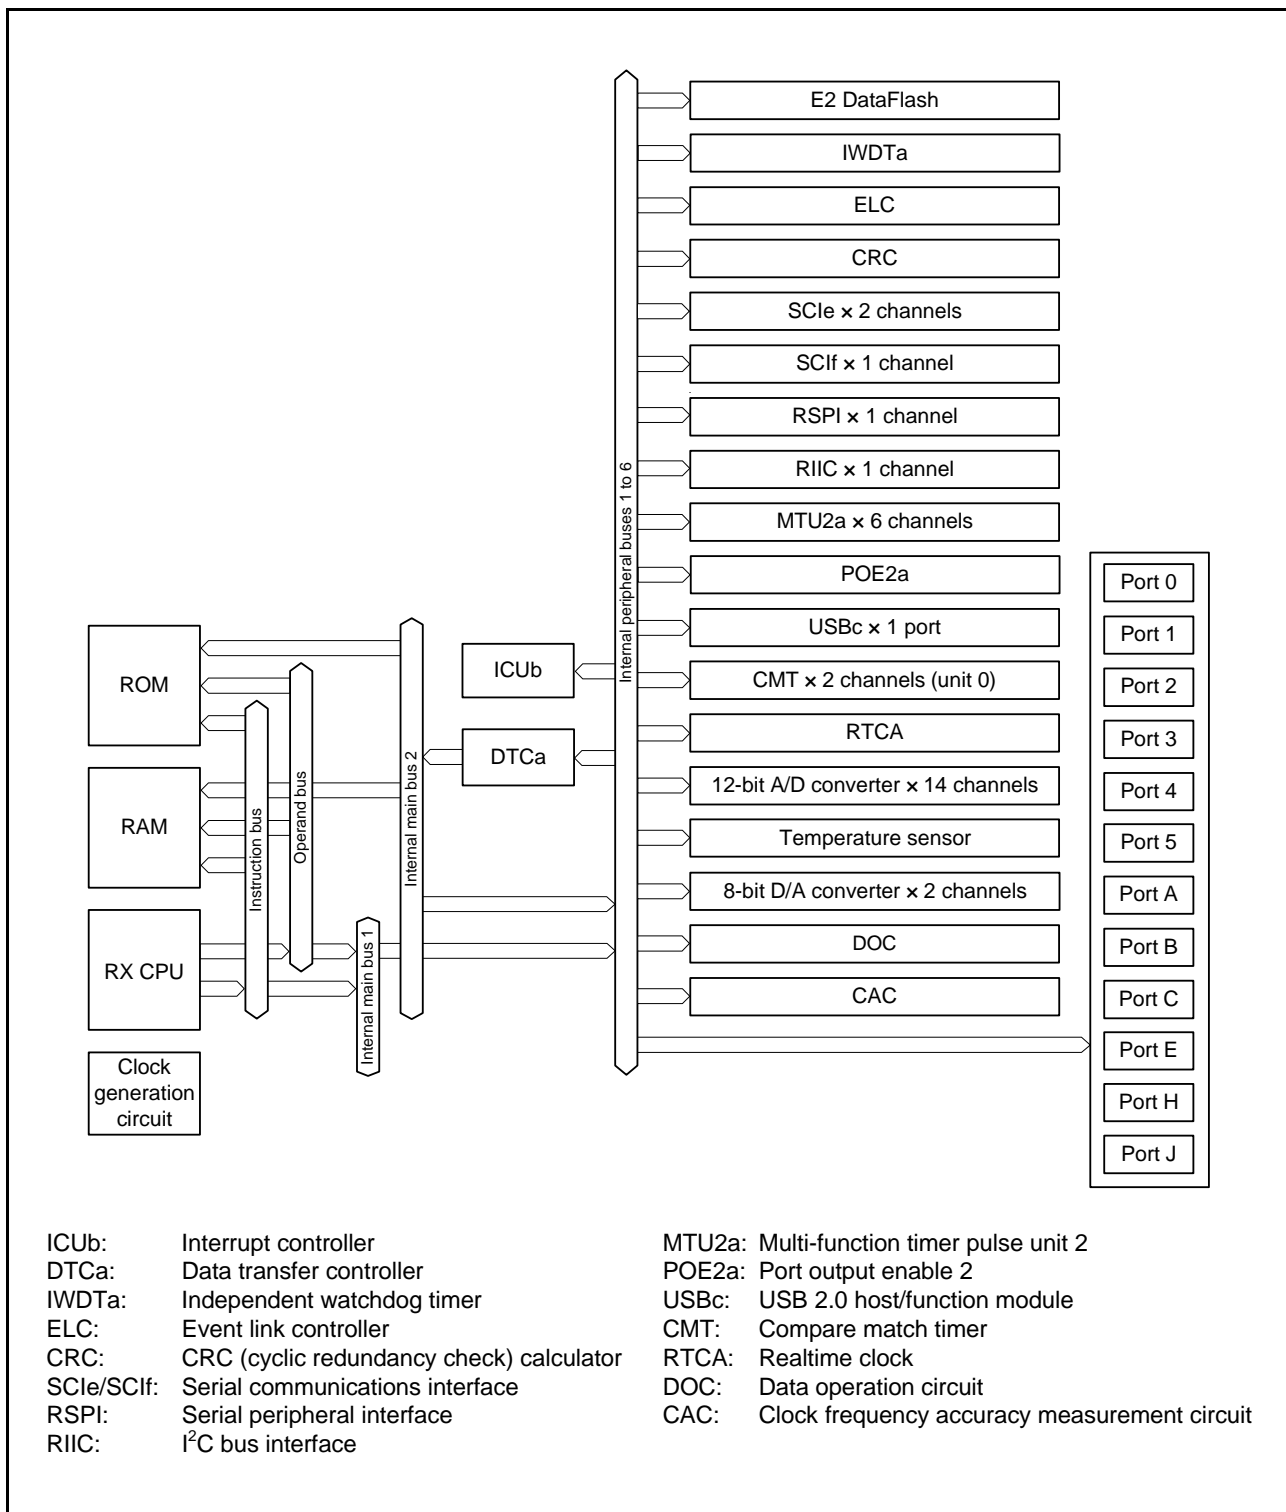 E2 DataFlash
IWDTa
ELC
CRC
SCIe × 2 channels
SCIf × 1 channel
RSPI × 1 channel
RIIC × 1 channel
MTU2a × 6 channels
POE2a
USBc × 1 port
CMT × 2 channels (unit 0)
RTCA
12-bit A/D converter × 14 channels
Temperature sensor
8-bit D/A converter × 2 channels
DOC
CAC
Internal peripheral buses 1 to 6
ICUb
DTCa
Internal main bus 2
Internal main bus 1
Operand bus
Instruction bus
ROM
RAM
RX CPU
Clock
generation
circuit
Port 0
Port 1
Port 2
Port 3
Port 4
Port 5
Port A
Port B
Port C
Port E
Port H
Port J
ICUb: Interrupt controller
DTCa: Data transfer controller
IWDTa: Independent watchdog timer
ELC: Event link controller
CRC: CRC (cyclic redundancy check) calculator
SCIe/SCIf: Serial communications interface
RSPI: Serial peripheral interface
RIIC: I²C bus interface
MTU2a: Multi-function timer pulse unit 2
POE2a: Port output enable 2
USBc: USB 2.0 host/function module
CMT: Compare match timer
RTCA: Realtime clock
DOC: Data operation circuit
CAC: Clock frequency accuracy measurement circuit